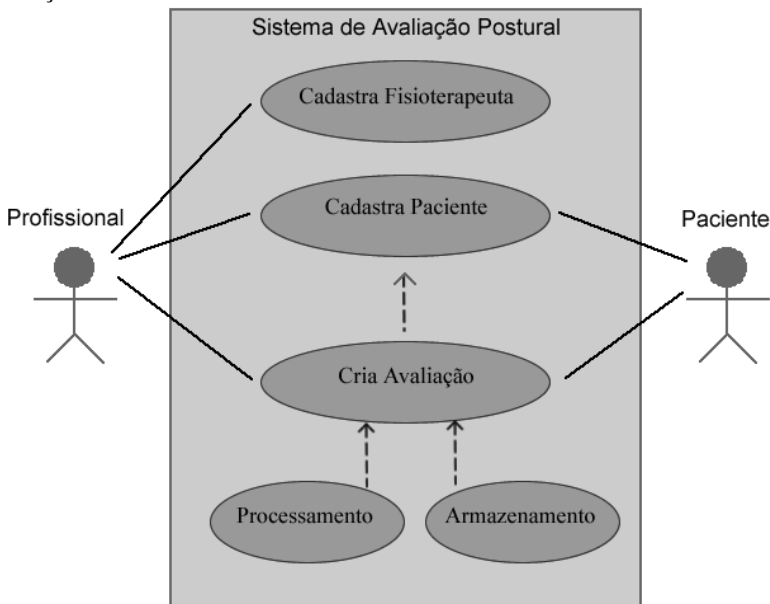 Sistema de Avaliação Postural
Cadastra Fisioterapeuta
Profissional
Cadastra Paciente
Paciente
Cria Avaliação
Processamento
Armazenamento